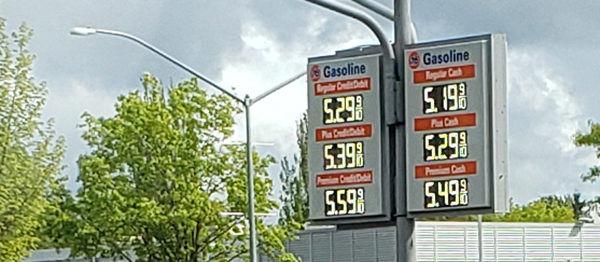 76 Gasoline
Regular Credit/Debit
5.29 9/10
Plus Credit/Debit
5.39 9/10
Premium Credit/Debit
5.59 9/10
76 Gasoline
Regular Cash
5.19 9/10
Plus Cash
5.29 9/10
Premium Cash
5.49 9/10